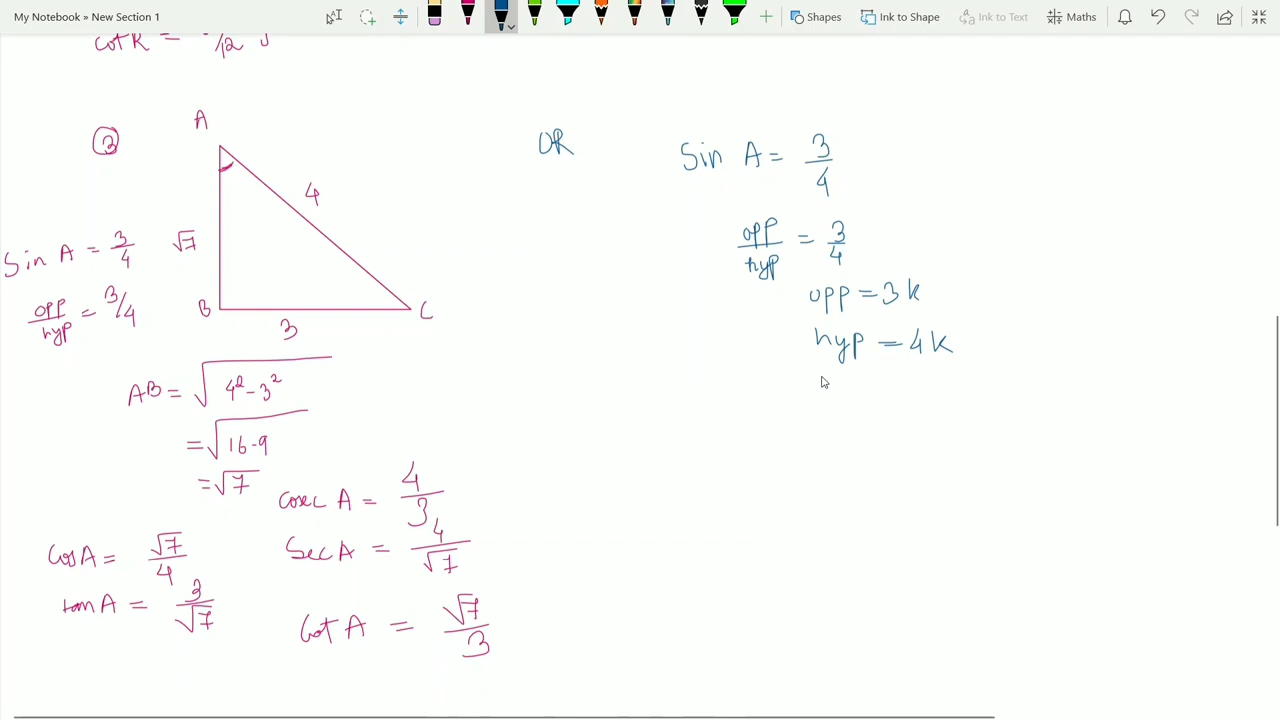 My Notebook » New Section 1
Shapes
Ink to Shape
Ink to Text
Maths
cot R =
/12
3
A
4
√7
B
C
3
Sin A = 3/4
opp/hyp = 3/4
AB = √4² - 3²
= √16-9
= √7
Cos A = √7/4
tan A = 3/√7
Cosec A = 4/3
Sec A = 4/√7
Cot A = √7/3
OR
Sin A = 3/4
opp/hyp = 3/4
opp = 3k
hyp = 4k